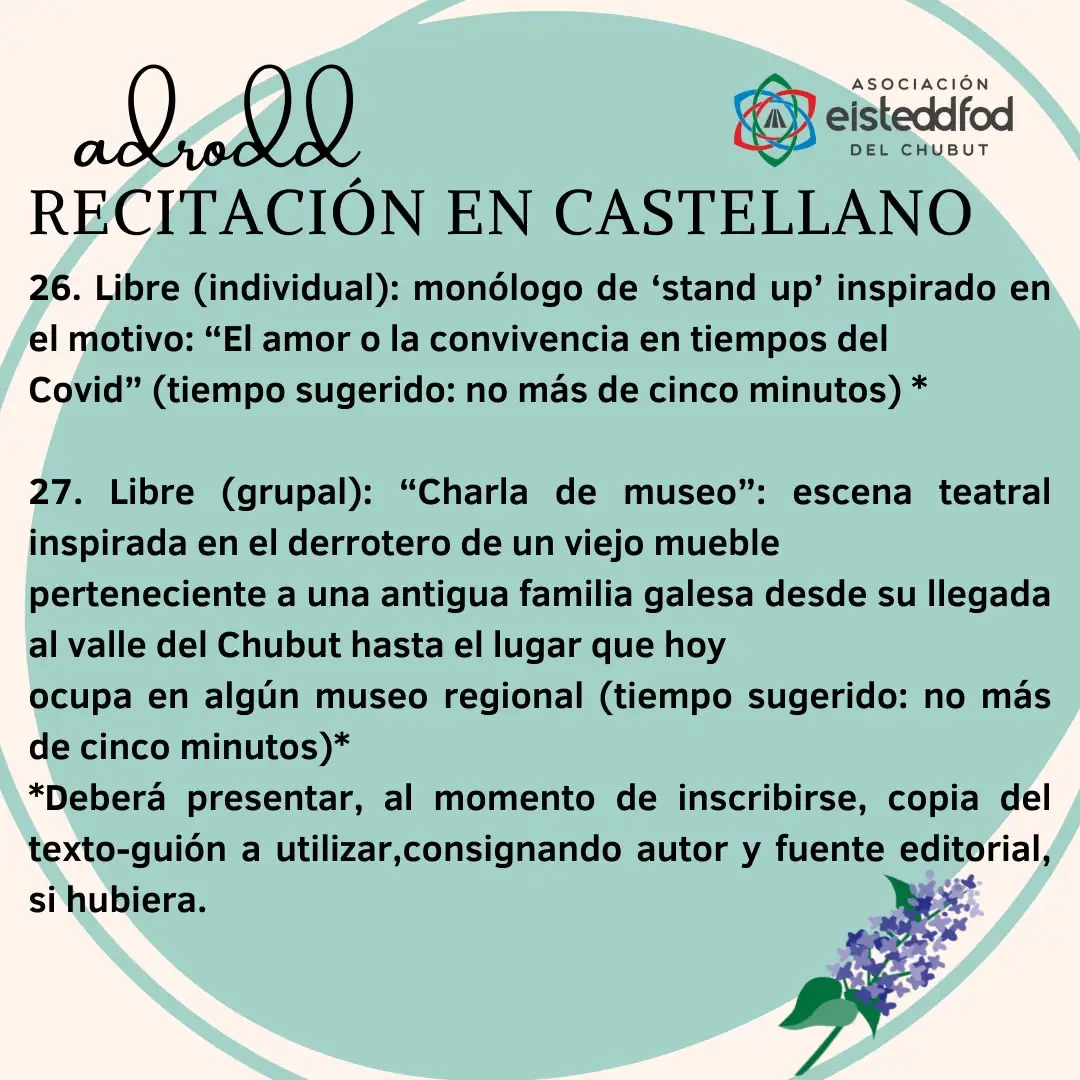 adrodd
ASOCIACIÓN
eisteddfod
DEL CHUBUT
RECITACIÓN EN CASTELLANO
26. Libre (individual): monólogo de ‘stand up’ inspirado en
el motivo: “El amor o la convivencia en tiempos del
Covid” (tiempo sugerido: no más de cinco minutos) *
27. Libre (grupal): “Charla de museo”: escena teatral
inspirada en el derrotero de un viejo mueble
perteneciente a una antigua familia galesa desde su llegada
al valle del Chubut hasta el lugar que hoy
ocupa en algún museo regional (tiempo sugerido: no más
de cinco minutos)*
*Deberá presentar, al momento de inscribirse, copia del
texto-guión a utilizar,consignando autor y fuente editorial,
si hubiera.